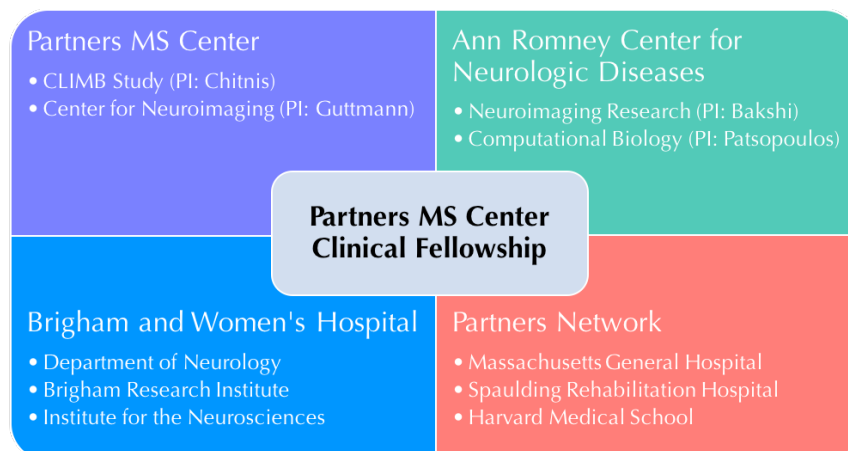 Partners MS Center
• CLIMB Study (PI: Chitnis)
• Center for Neuroimaging (PI: Guttmann)
Ann Romney Center for
Neurologic Diseases
• Neuroimaging Research (PI: Bakshi)
• Computational Biology (PI: Patsopoulos)
Partners MS Center
Clinical Fellowship
Brigham and Women's Hospital
• Department of Neurology
• Brigham Research Institute
• Institute for the Neurosciences
Partners Network
• Massachusetts General Hospital
• Spaulding Rehabilitation Hospital
• Harvard Medical School